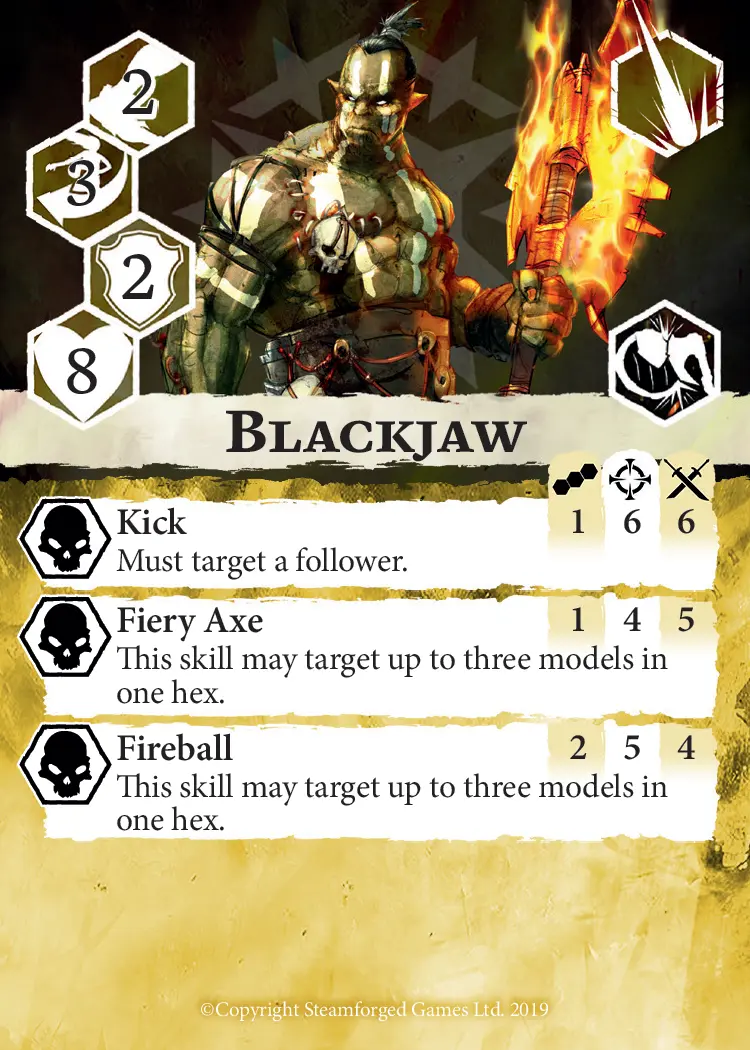 2
3
2
8
Blackjaw
Kick 1 6 6
Must target a follower.
Fiery Axe 1 4 5
This skill may target up to three models in
one hex.
Fireball 2 5 4
This skill may target up to three models in
one hex.
©Copyright Steamforged Games Ltd. 2019